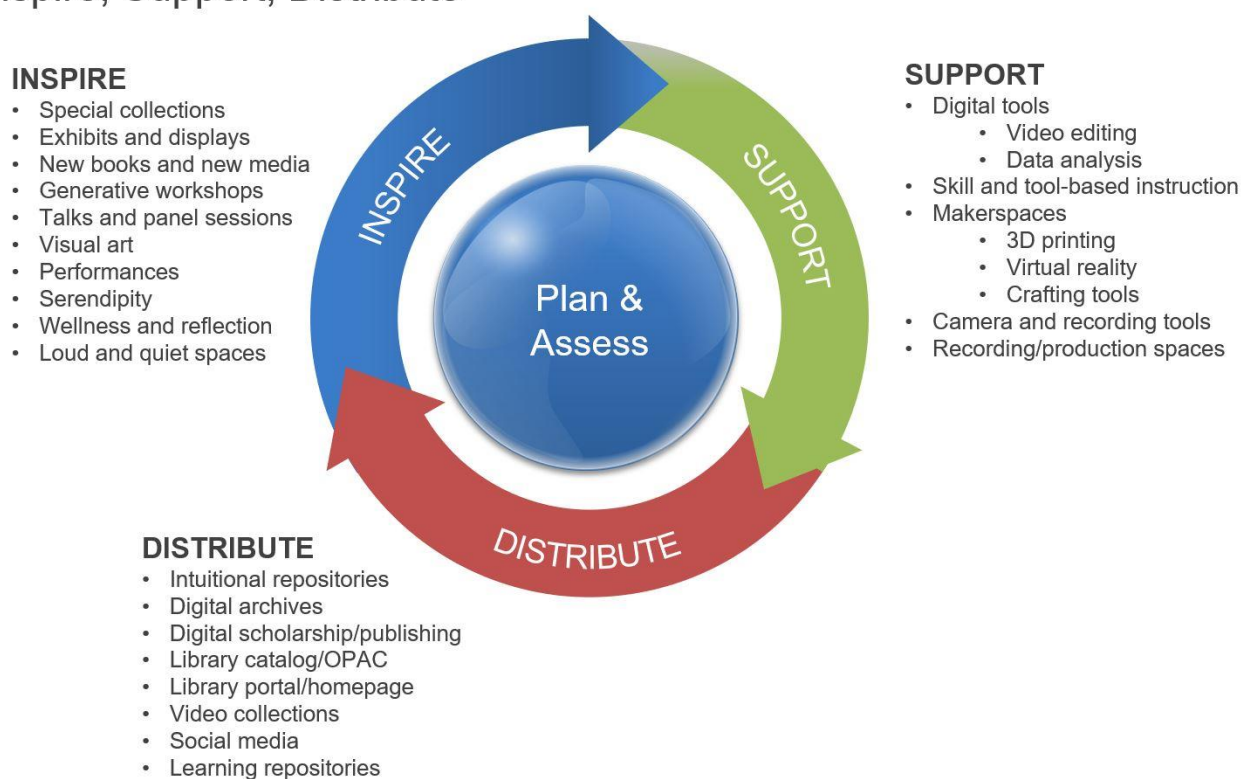 Support, Distribute
INSPIRE
• Special collections
• Exhibits and displays
• New books and new media
• Generative workshops
• Talks and panel sessions
• Visual art
• Performances
• Serendipity
• Wellness and reflection
• Loud and quiet spaces
INSPIRE
SUPPORT
DISTRIBUTE
Plan &
Assess
SUPPORT
• Digital tools
• Video editing
• Data analysis
• Skill and tool-based instruction
• Makerspaces
• 3D printing
• Virtual reality
• Crafting tools
• Camera and recording tools
• Recording/production spaces
DISTRIBUTE
• Intuitional repositories
• Digital archives
• Digital scholarship/publishing
• Library catalog/OPAC
• Library portal/homepage
• Video collections
• Social media
• Learning repositories